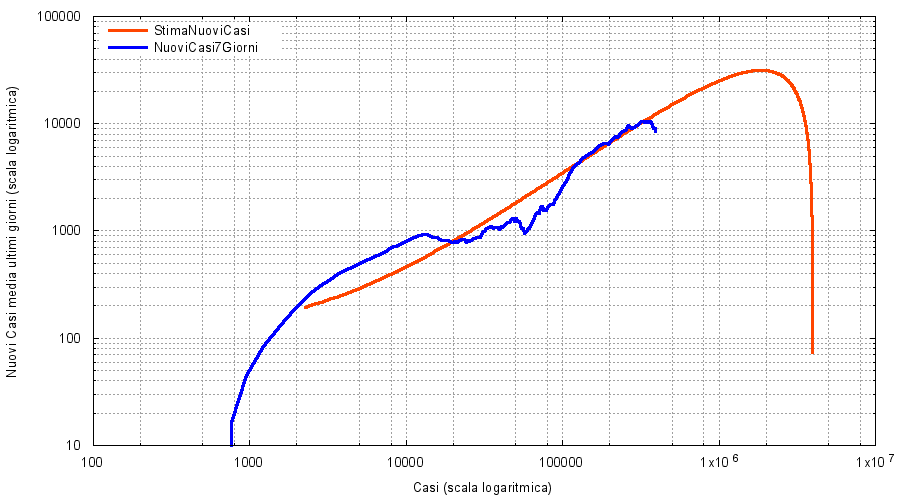 100000
StimaNuoviCasi
NuoviCasi7Giorni
10000
1000
100
10
Nuovi Casi media ultimi giorni (scala logaritmica)
100 1000 10000 100000 1x10 6 1x10 7
Casi (scala logaritmica)